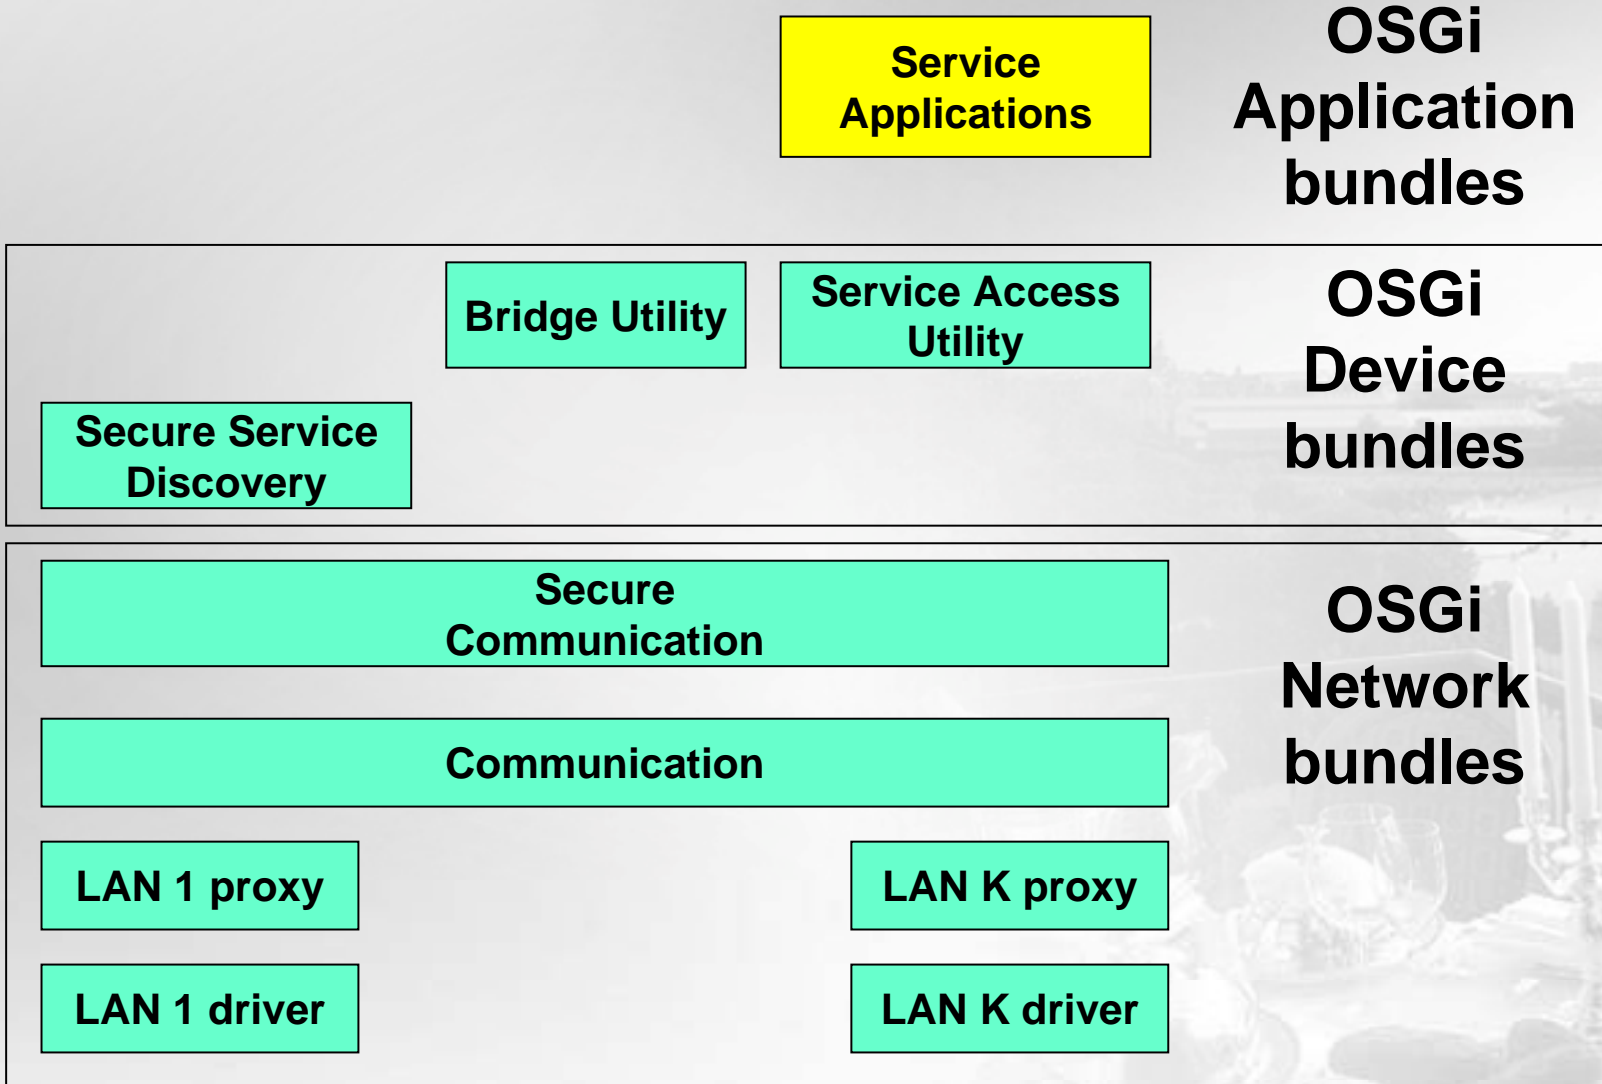 Service
Applications
OSGi
Application
bundles
Bridge Utility
Service Access
Utility
OSGi
Device
bundles
Secure Service
Discovery
Secure
Communication
OSGi
Network
bundles
Communication
LAN 1 proxy
LAN K proxy
LAN 1 driver
LAN K driver